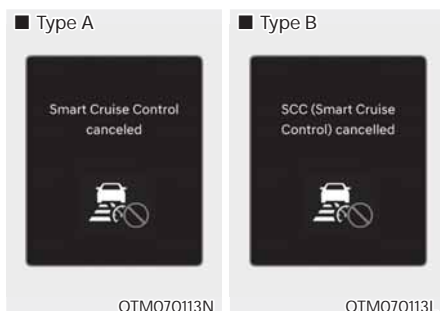 ■ Type A
Smart Cruise Control
canceled
OTM070113N
■ Type B
SCC (Smart Cruise
Control) cancelled
OTM070113L